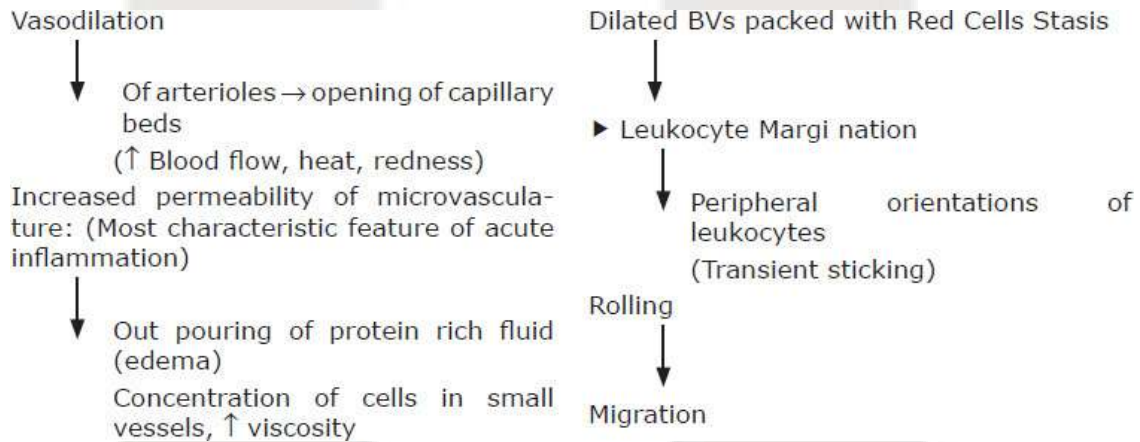 Vasodilation
Of arterioles → opening of capillary
beds
(↑ Blood flow, heat, redness)
Increased permeability of microvascula-
ture: (Most characteristic feature of acute
inflammation)
Out pouring of protein rich fluid
(edema)
Concentration of cells in small
vessels, ↑ viscosity
Dilated BVs packed with Red Cells Stasis
▶ Leukocyte Margi nation
Peripheral orientations of
leukocytes
(Transient sticking)
Rolling
Migration